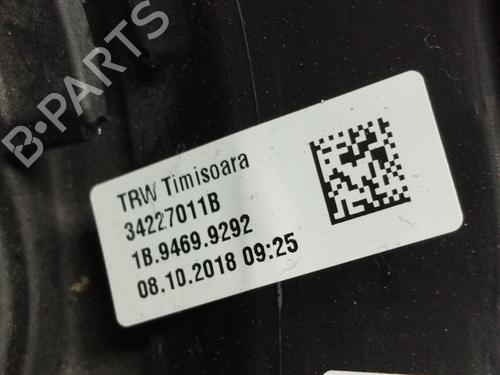 B-PARTS
TRW Timisoara
34227011B
1B.9469.9292
08.10.2018 09:25